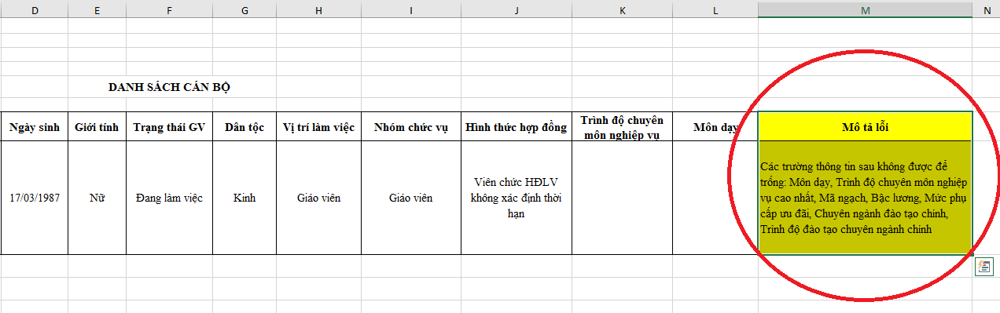 D E F G H I J K L M N
DANH SÁCH CÁN BỘ
Ngày sinh Giới tính Trạng thái GV Dân tộc Vị trí làm việc Nhóm chức vụ Hình thức hợp đồng Trình độ chuyên môn nghiệp vụ Môn dạy Mô tả lỗi
17/03/1987 Nữ Đang làm việc Kinh Giáo viên Giáo viên
Viên chức HĐLV
không xác định thời
hạn
Các trường thông tin sau không được để
trống: Môn dạy, Trình độ chuyên môn nghiệp
vụ cao nhất, Mã ngạch, Bậc lương, Mức phụ
cấp ưu đãi, Chuyên ngành đào tạo chính,
Trình độ đào tạo chuyên ngành chính